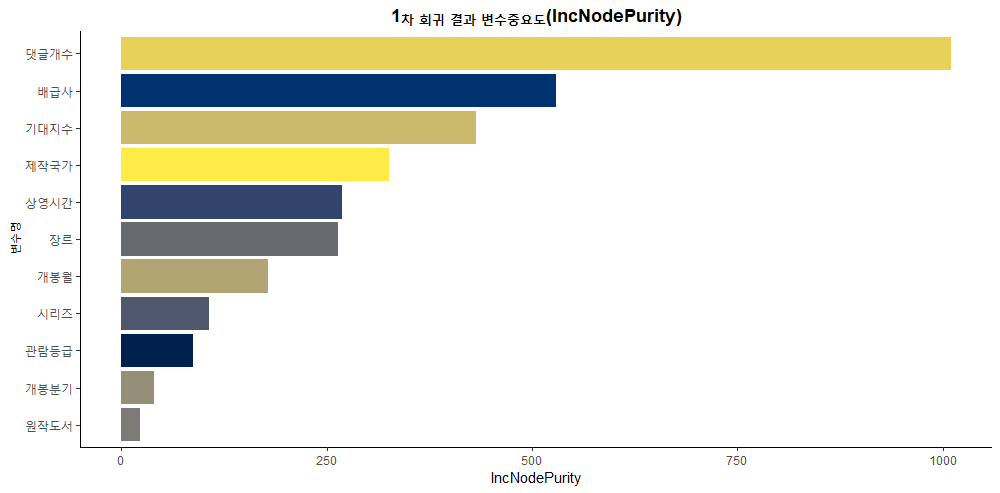 1차 회귀 결과 변수중요도(IncNodePurity)
댓글개수
배급사
기대지수
제작국가
상영시간
장르
개봉월
시리즈
관람등급
개봉분기
원작도서
변수명
0 250 500 750 1000
IncNodePurity